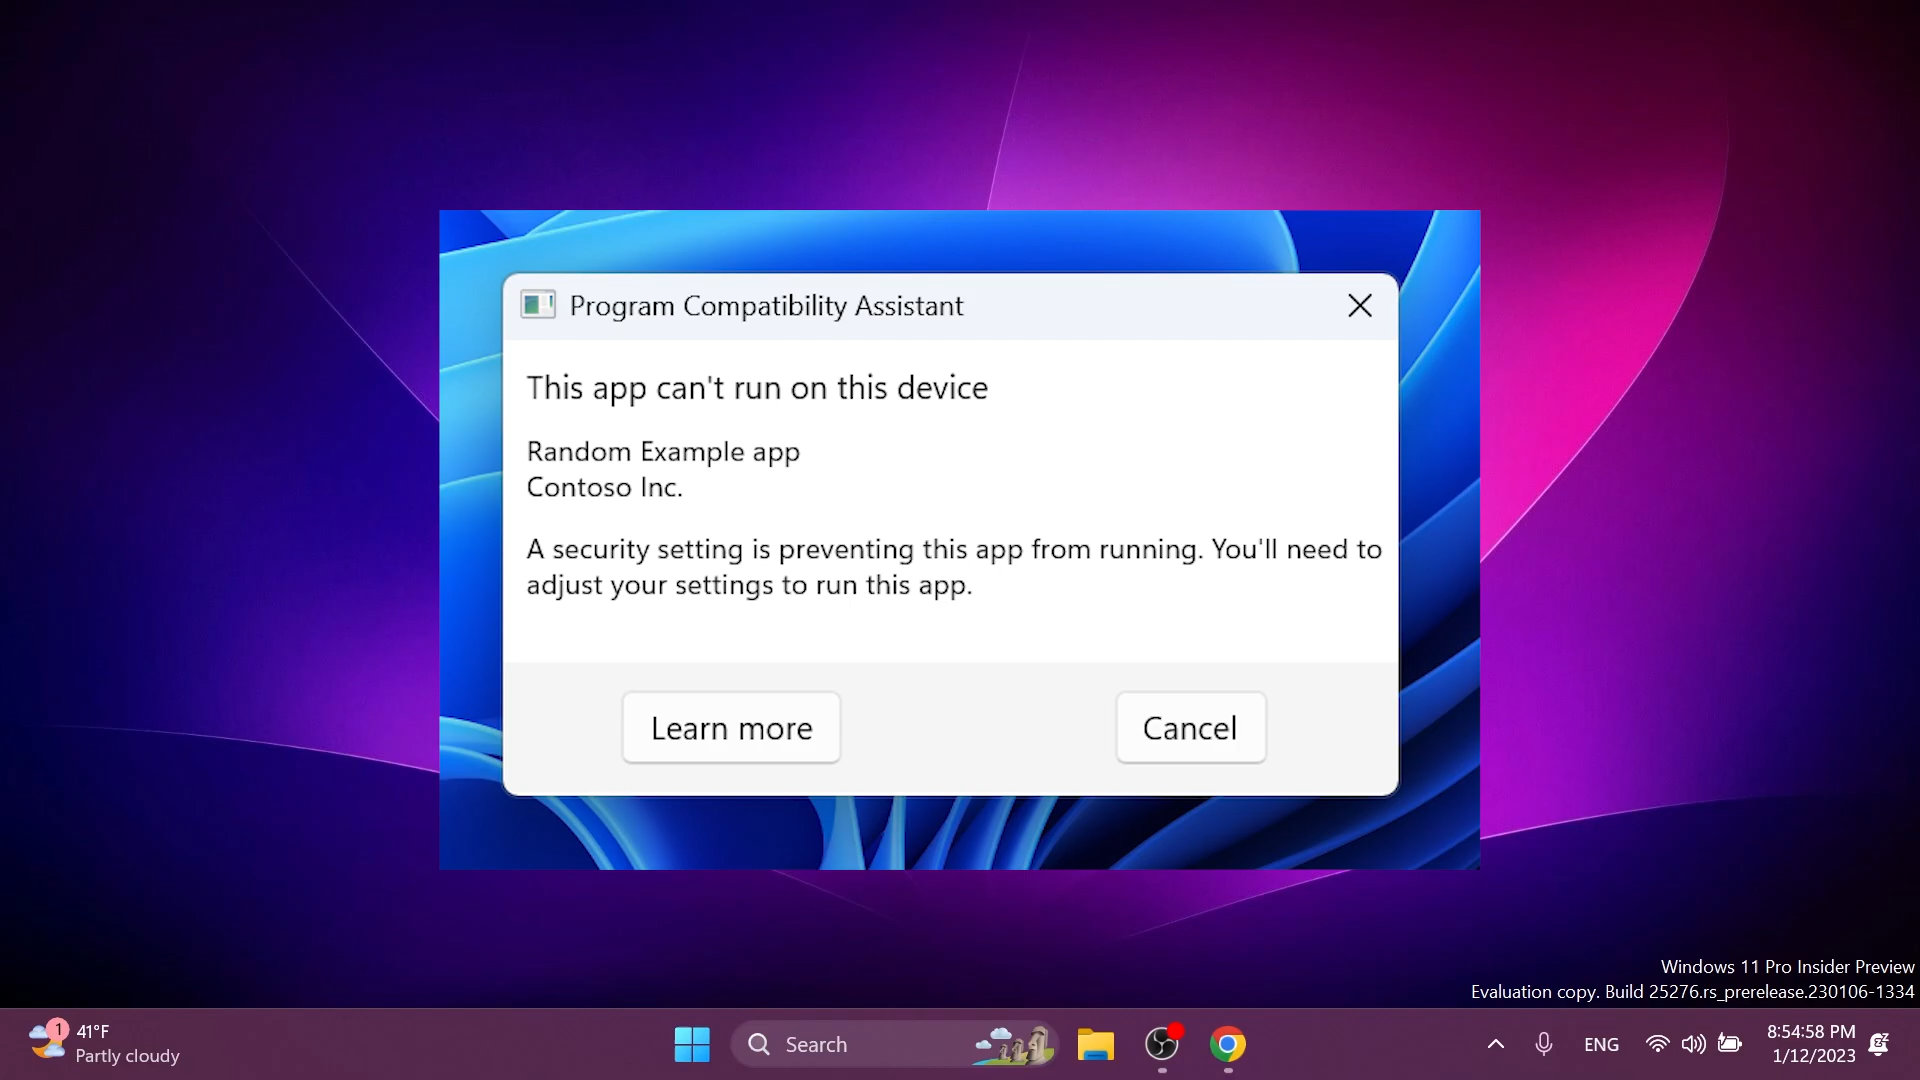 Program Compatibility Assistant
This app can't run on this device
Random Example app
Contoso Inc.
A security setting is preventing this app from running. You'll need to
adjust your settings to run this app.
Learn more
Cancel
Windows 11 Pro Insider Preview
Evaluation copy. Build 25276.rs_prerelease.230106-1334
1
41°F
Partly cloudy
Search
ENG
8:54:58 PM
1/12/2023